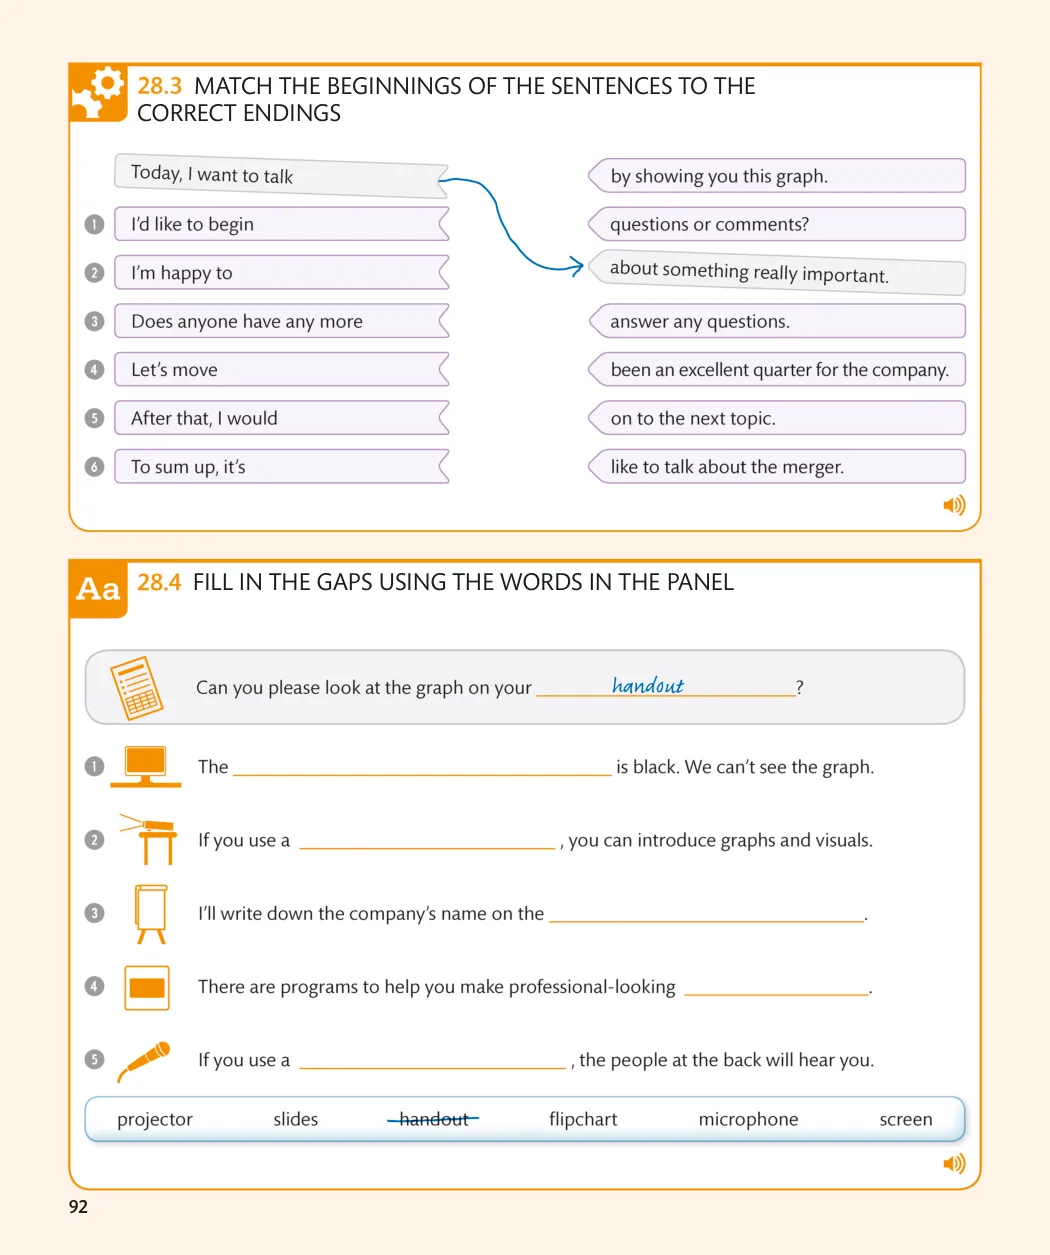 28.3 MATCH THE BEGINNINGS OF THE SENTENCES TO THE
CORRECT ENDINGS
Today, I want to talk
by showing you this graph.
1 I'd like to begin
questions or comments?
2 I'm happy to
about something really important.
3 Does anyone have any more
answer any questions.
4 Let's move
been an excellent quarter for the company.
5 After that, I would
on to the next topic.
6 To sum up, it's
like to talk about the merger.
Aa 28.4 FILL IN THE GAPS USING THE WORDS IN THE PANEL
Can you please look at the graph on your handout ?
1 The ____ is black. We can't see the graph.
2 If you use a ____ , you can introduce graphs and visuals.
3 I'll write down the company's name on the ____.
4 There are programs to help you make professional-looking ____.
5 If you use a ____ , the people at the back will hear you.
projector slides handout flipchart microphone screen
92